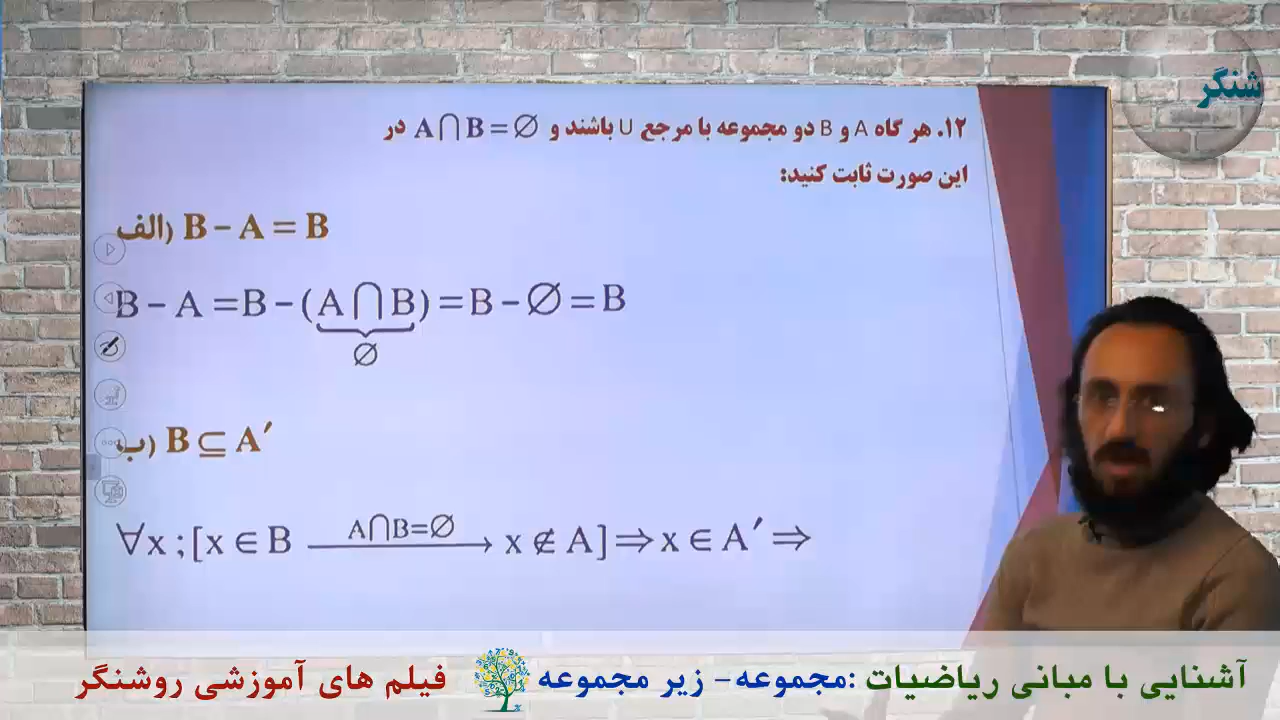 شنگر
۱۲. هر گاه A و B دو مجموعه با مرجع U باشند و A⋂B=∅ در
این صورت ثابت کنید:
الف) B − A = B
B − A = B − (A⋂B) = B − ∅ = B
∅
ب) B ⊆ A′
A⋂B=∅
∀x ;[x ∈ B ⟶ x ∉ A] ⇒ x ∈ A′ ⇒
آشنایی با مبانی ریاضیات :مجموعه- زیر مجموعه فیلم های آموزشی روشنگر